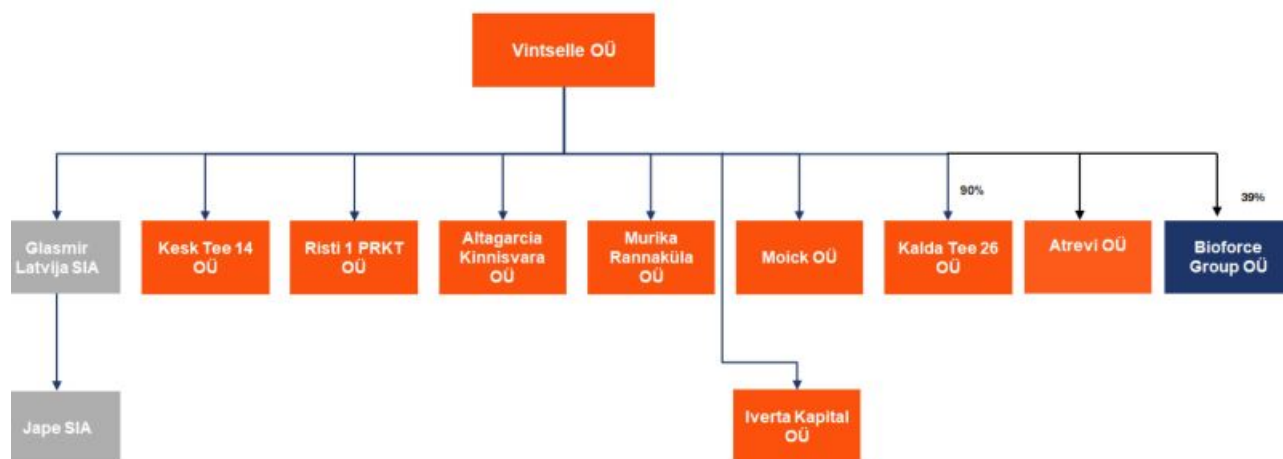 Vintselle OÜ
90%
39%
Glasmir
Latvija SIA
Kesk Tee 14
OÜ
Risti 1 PRKT
OÜ
Altagarcia
Kinnisvara
OÜ
Murika
Rannaküla
OÜ
Moick OÜ
Kalda Tee 26
OÜ
Atrevi OÜ
Bioforce
Group OÜ
Jape SIA
Iverta Kapital
OÜ